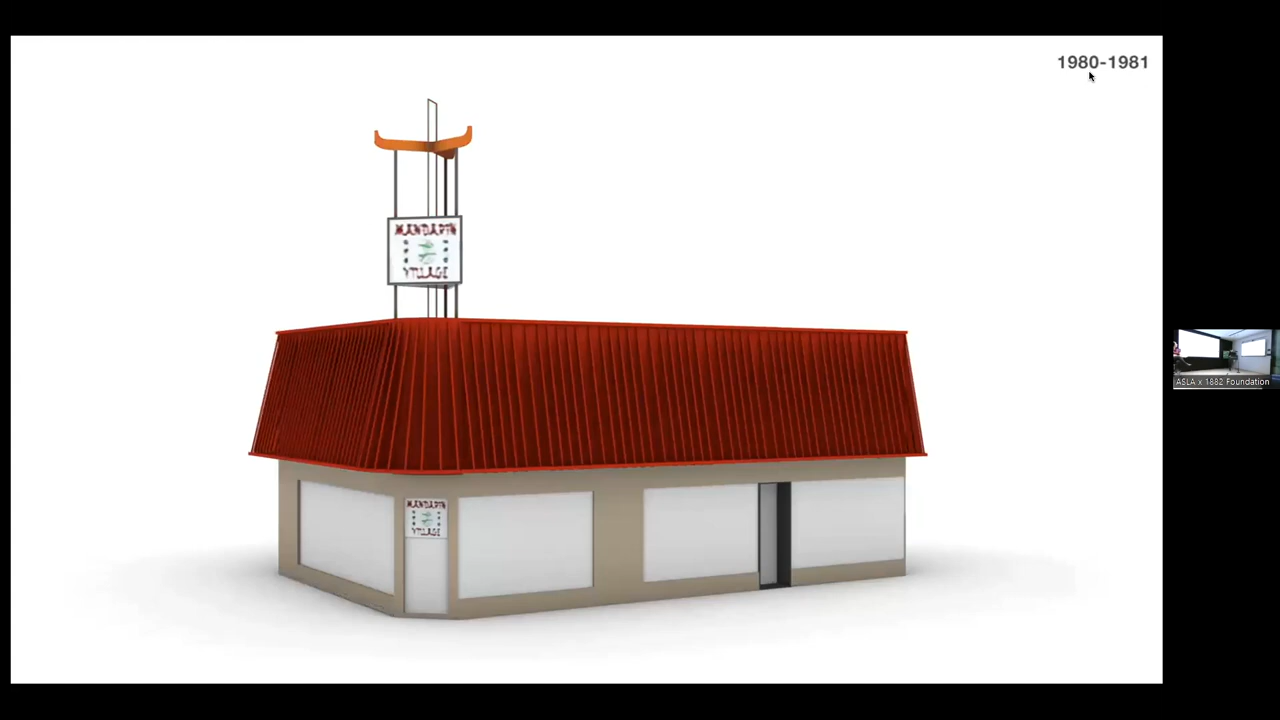 1980-1981
MANDARIN
VILLAGE
MANDARIN
VILLAGE
ASLA x 1882 Foundation